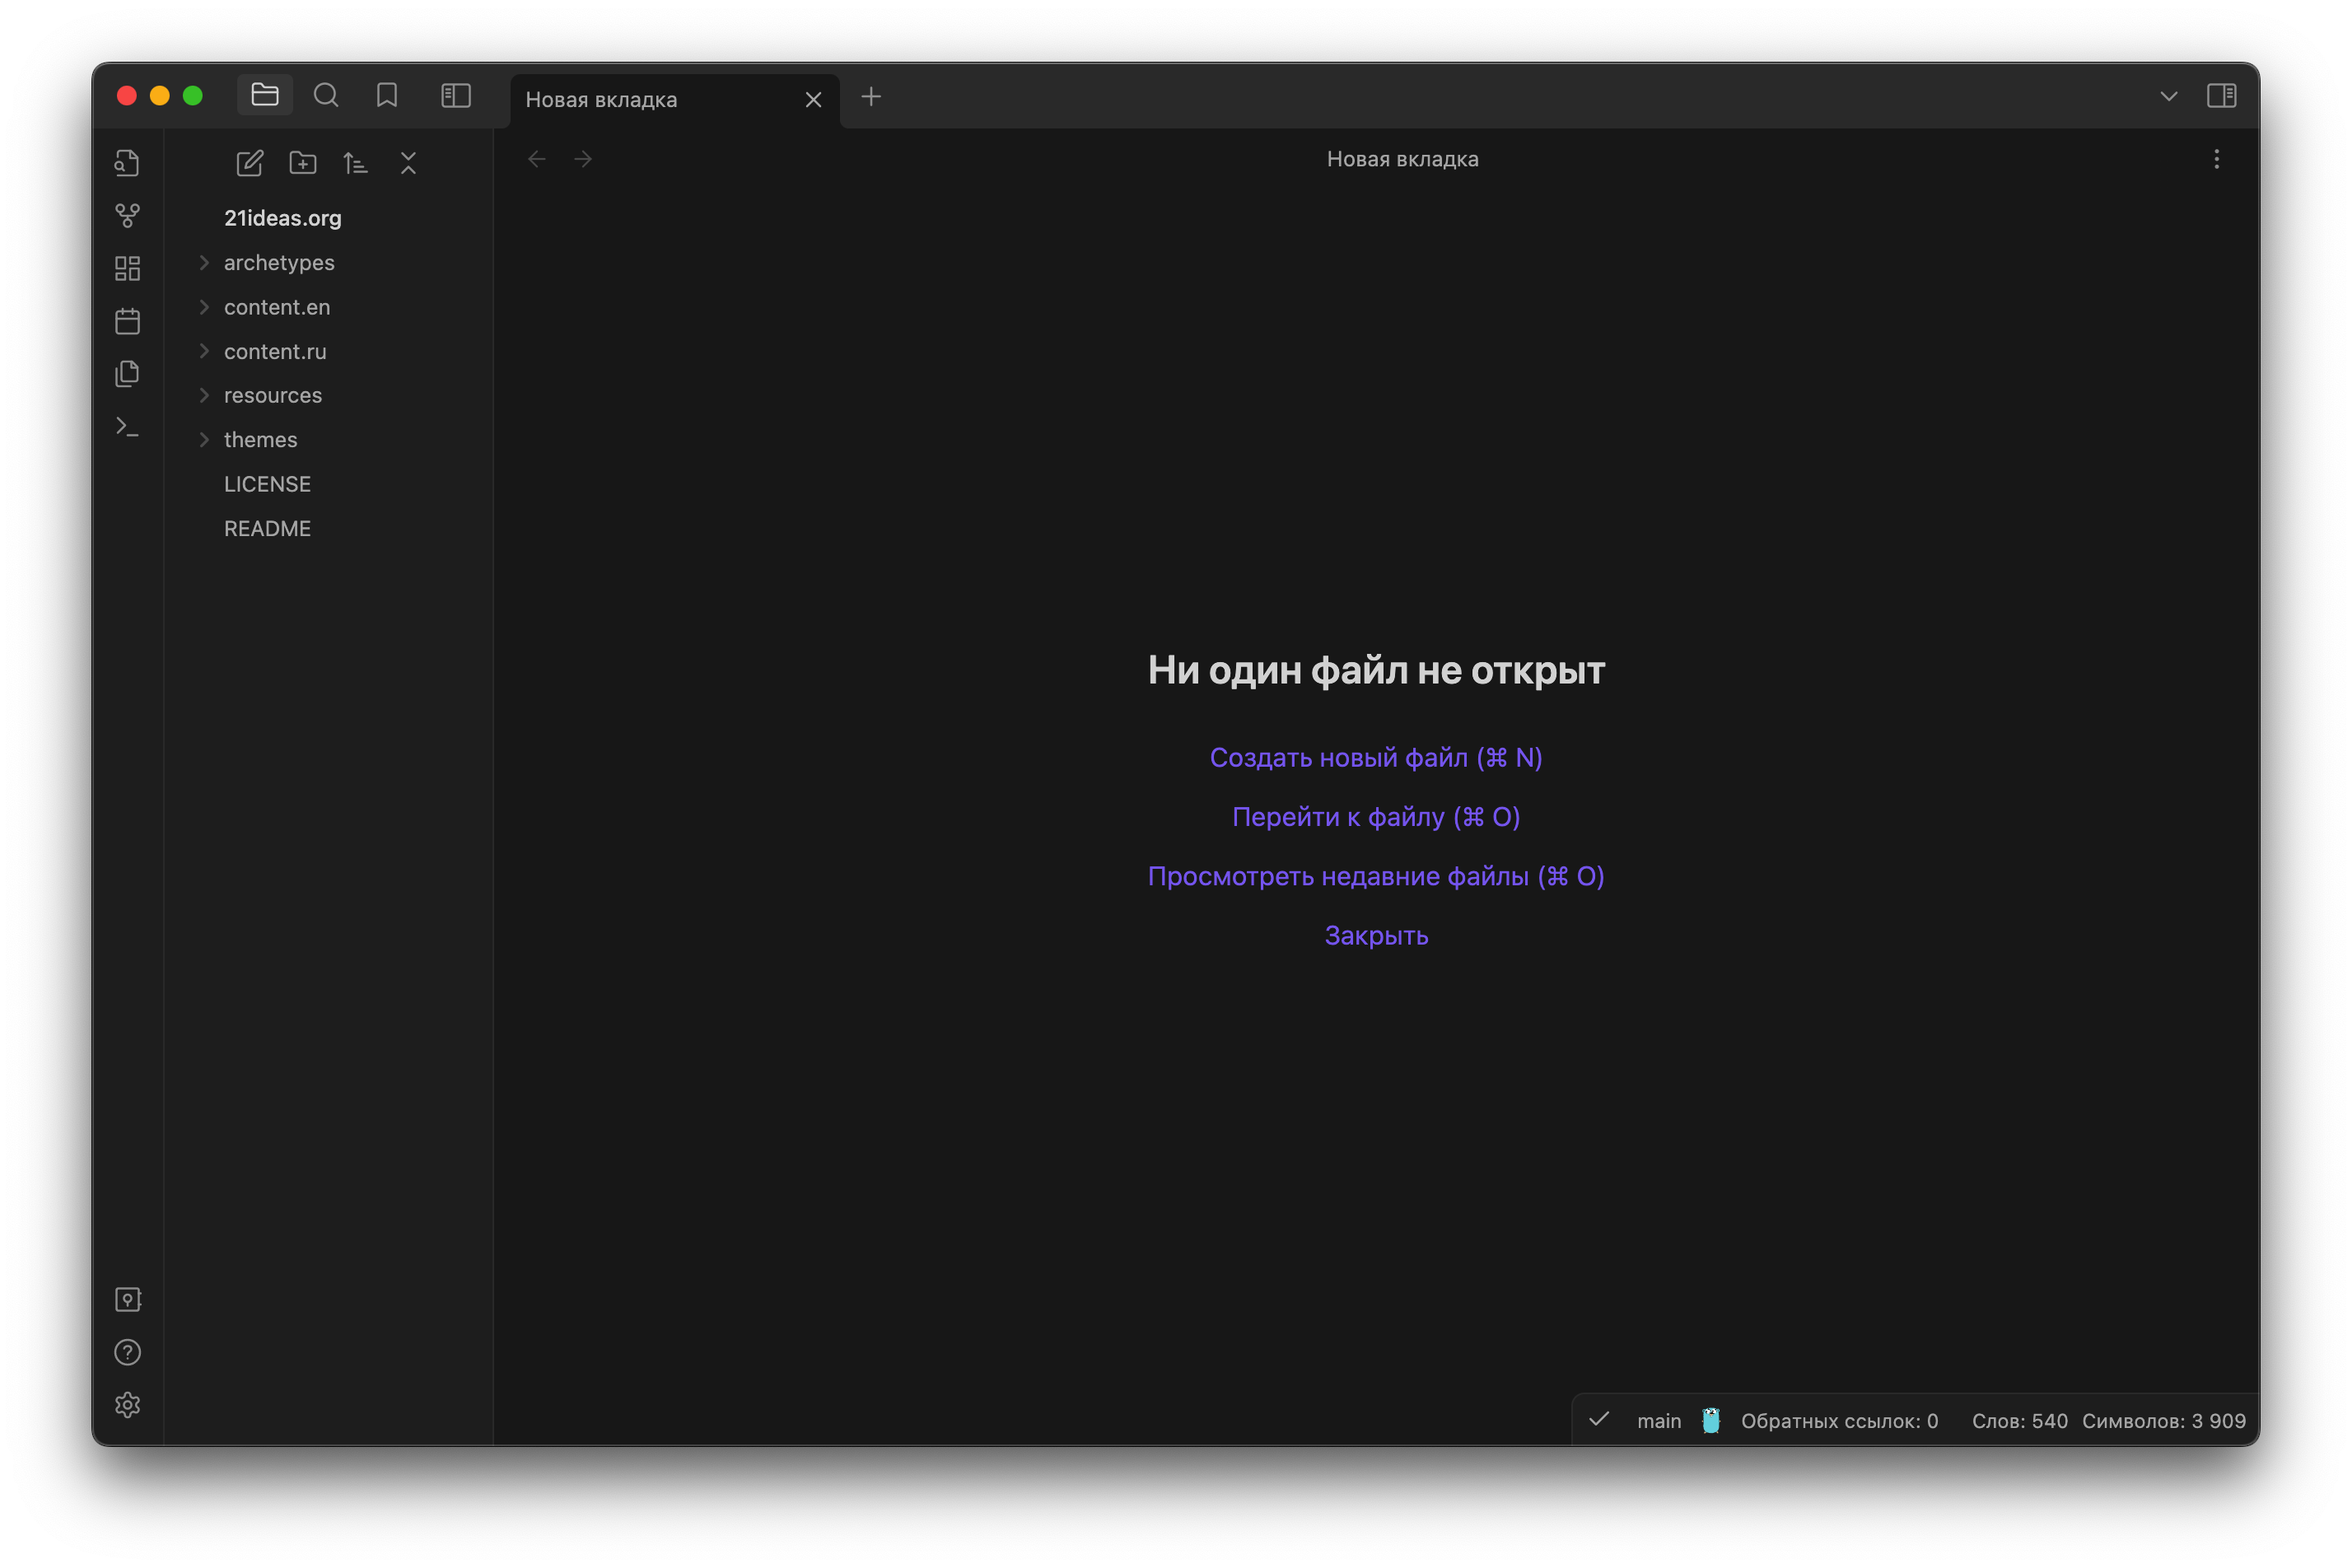 Новая вкладка
Новая вкладка
21ideas.org
archetypes
content.en
content.ru
resources
themes
LICENSE
README
Ни один файл не открыт
Создать новый файл (⌘ N)
Перейти к файлу (⌘ O)
Просмотреть недавние файлы (⌘ O)
Закрыть
main Обратных ссылок: 0 Слов: 540 Символов: 3 909